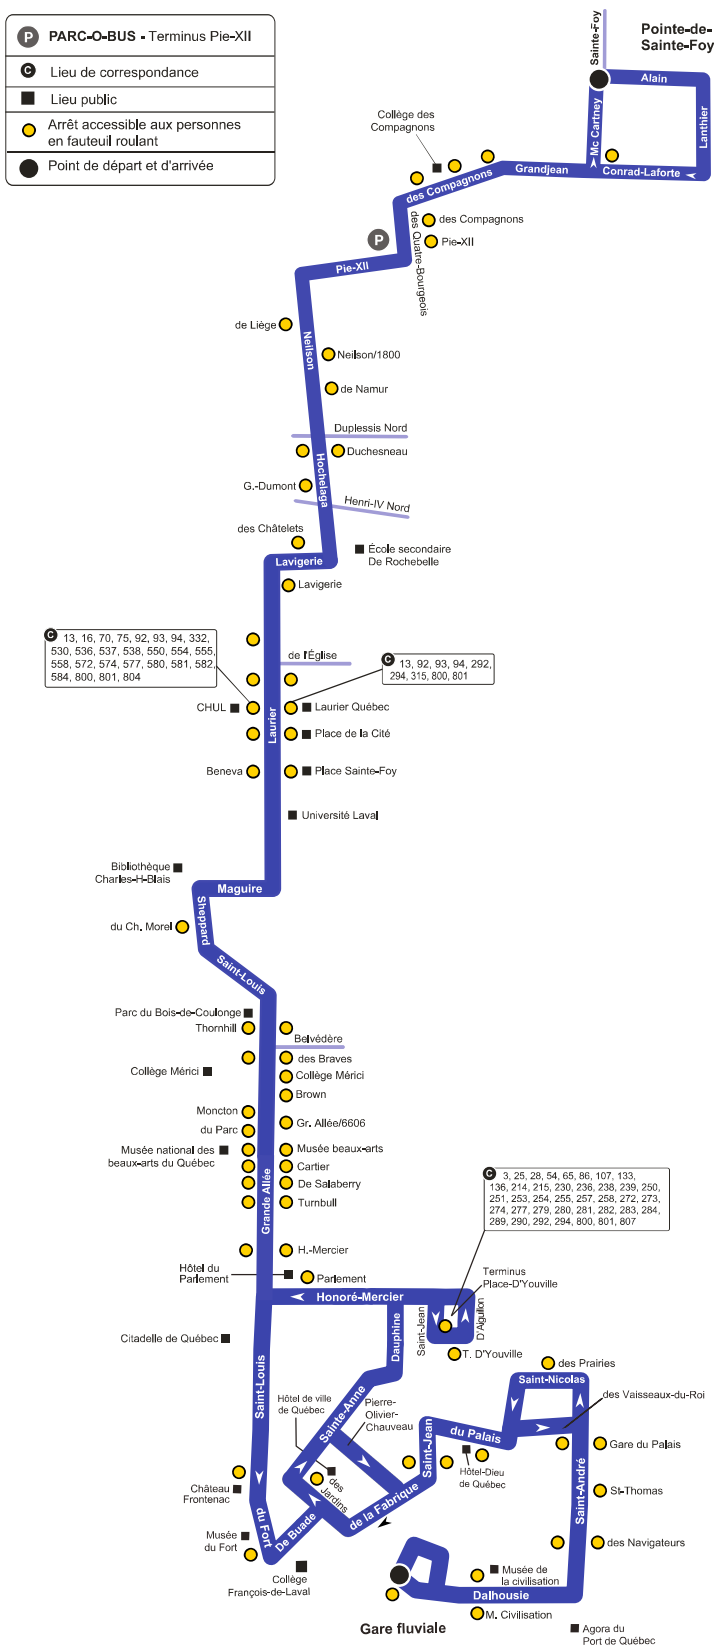 PARC-O-BUS - Terminus Pie-XII
Lieu de correspondance
Lieu public
Arrêt accessible aux personnes
en fauteuil roulant
Point de départ et d'arrivée
P
C
Pointe-de-
Sainte-Foy
Sainte-Foy
Alain
Lanthier
Mc Cartney
Conrad-Laforte
Grandjean
Collège des
Compagnons
des Compagnons
des Compagnons
Pie-XII
des Quatre-Bourgeois
P
Pie-XII
de Liège
Neilson
Neilson/1800
de Namur
Duplessis Nord
Duchesneau
Hochelaga
G.-Dumont
Henri-IV Nord
des Châtelets
École secondaire
De Rochebelle
Lavigerie
Lavigerie
C 13, 16, 70, 75, 92, 93, 94, 332,
530, 536, 537, 538, 550, 554, 555,
558, 572, 574, 577, 580, 581, 582,
584, 800, 801, 804
de l'Église
C 13, 92, 93, 94, 292,
294, 315, 800, 801
CHUL
Laurier Québec
Laurier
Place de la Cité
Beneva
Place Sainte-Foy
Université Laval
Bibliothèque
Charles-H-Blais
Maguire
Sheppard
du Ch. Morel
Saint-Louis
Parc du Bois-de-Coulonge
Thornhill
Belvédère
des Braves
Collège Mérici
Collège Mérici
Brown
Moncton
Gr. Allée/6606
du Parc
Musée national des
beaux-arts du Québec
Musée beaux-arts
Cartier
De Salaberry
Turnbull
Grande Allée
C 3, 25, 28, 54, 65, 86, 107, 133,
136, 214, 215, 230, 236, 238, 239, 250,
251, 253, 254, 255, 257, 258, 272, 273,
274, 277, 279, 280, 281, 282, 283, 284,
289, 290, 292, 294, 800, 801, 807
H.-Mercier
Hôtel du
Parlement
Parlement
Terminus
Place-D'Youville
Honoré-Mercier
Saint-Jean
D'Aiguillon
T. D'Youville
Dauphine
Citadelle de Québec
Saint-Louis
des Prairies
Saint-Nicolas
des Vaisseaux-du-Roi
Hôtel de ville
de Québec
Sainte-Anne
Pierre-
Olivier-
Chauveau
Saint-Jean
du Palais
Hôtel-Dieu
de Québec
Gare du Palais
Saint-André
St-Thomas
des Navigateurs
des
Jardins
de la Fabrique
Château
Frontenac
du Fort
De Buade
Musée
du Fort
Collège
François-de-Laval
Musée de
la civilisation
Dalhousie
M. Civilisation
Gare fluviale
Agora du
Port de Québec